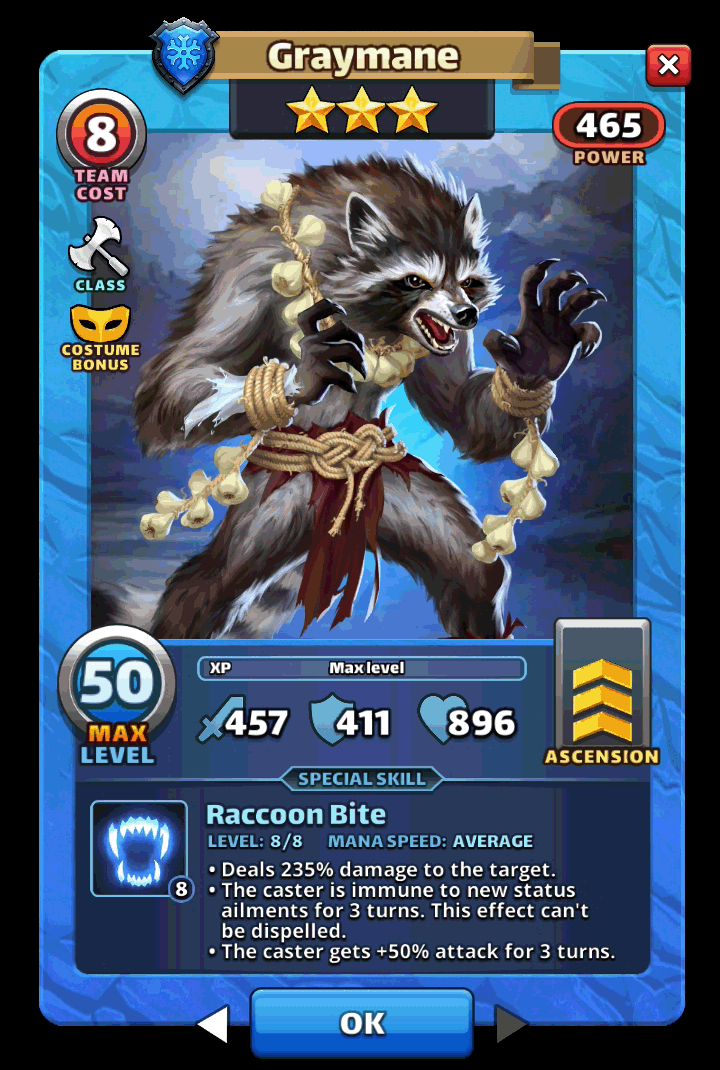 Graymane
8
TEAM
COST
465
POWER
CLASS
COSTUME
BONUS
50
MAX
LEVEL
XP Max level
457 411 896
ASCENSION
SPECIAL SKILL
Raccoon Bite
LEVEL: 8/8 MANA SPEED: AVERAGE
8
• Deals 235% damage to the target.
• The caster is immune to new status
ailments for 3 turns. This effect can't
be dispelled.
• The caster gets +50% attack for 3 turns.
OK